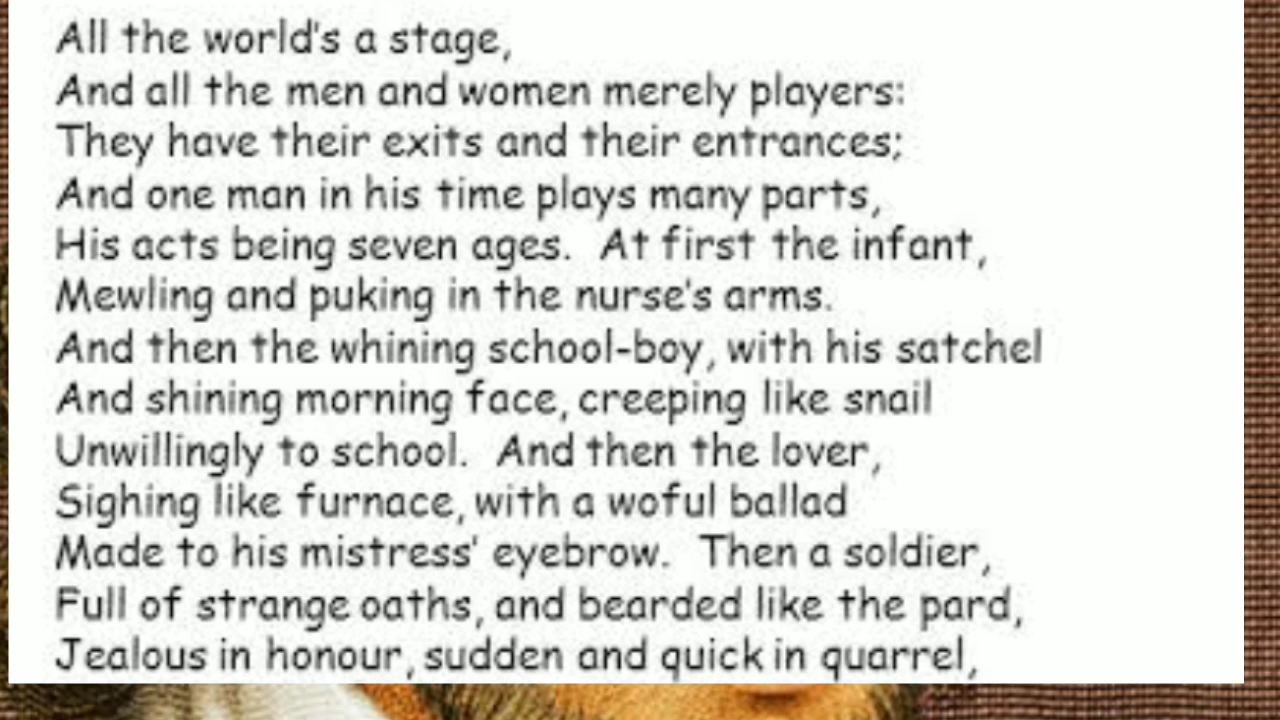 All the world's a stage,
And all the men and women merely players:
They have their exits and their entrances;
And one man in his time plays many parts,
His acts being seven ages. At first the infant,
Mewling and puking in the nurse's arms.
And then the whining school-boy, with his satchel
And shining morning face, creeping like snail
Unwillingly to school. And then the lover,
Sighing like furnace, with a woful ballad
Made to his mistress' eyebrow. Then a soldier,
Full of strange oaths, and bearded like the pard,
Jealous in honour, sudden and quick in quarrel,